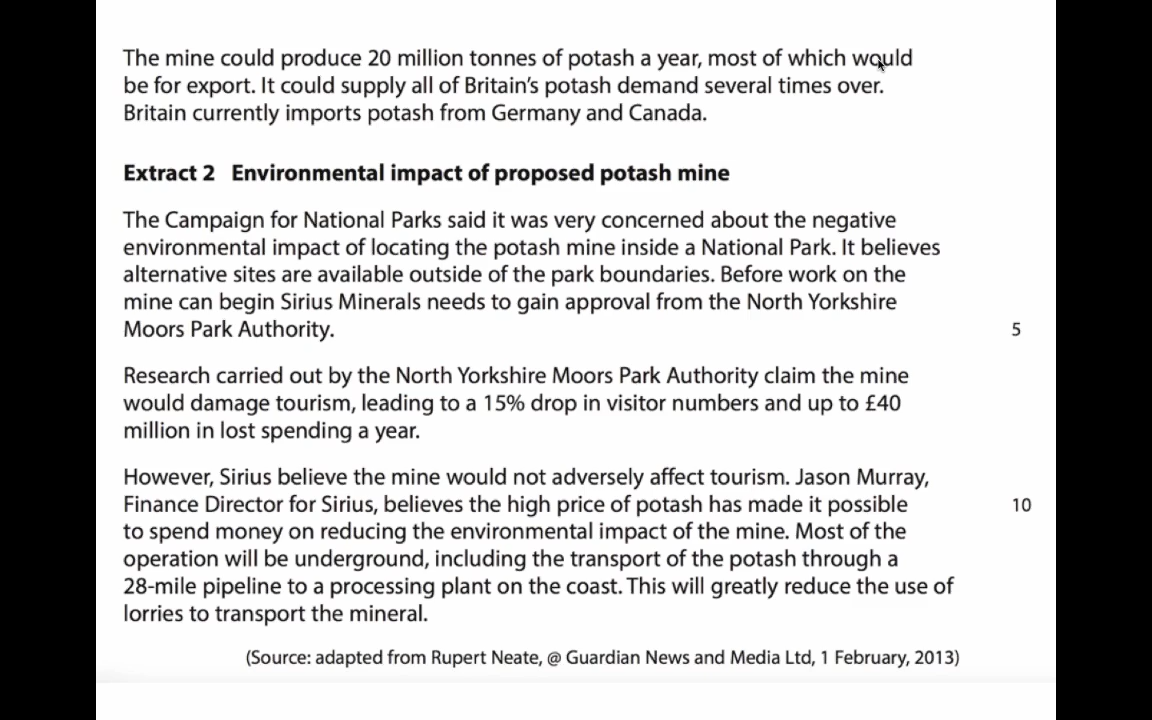 The mine could produce 20 million tonnes of potash a year, most of which would
be for export. It could supply all of Britain's potash demand several times over.
Britain currently imports potash from Germany and Canada.
Extract 2 Environmental impact of proposed potash mine
The Campaign for National Parks said it was very concerned about the negative
environmental impact of locating the potash mine inside a National Park. It believes
alternative sites are available outside of the park boundaries. Before work on the
mine can begin Sirius Minerals needs to gain approval from the North Yorkshire
Moors Park Authority. 5
Research carried out by the North Yorkshire Moors Park Authority claim the mine
would damage tourism, leading to a 15% drop in visitor numbers and up to £40
million in lost spending a year.
However, Sirius believe the mine would not adversely affect tourism. Jason Murray,
Finance Director for Sirius, believes the high price of potash has made it possible 10
to spend money on reducing the environmental impact of the mine. Most of the
operation will be underground, including the transport of the potash through a
28-mile pipeline to a processing plant on the coast. This will greatly reduce the use of
lorries to transport the mineral.
(Source: adapted from Rupert Neate, @ Guardian News and Media Ltd, 1 February, 2013)